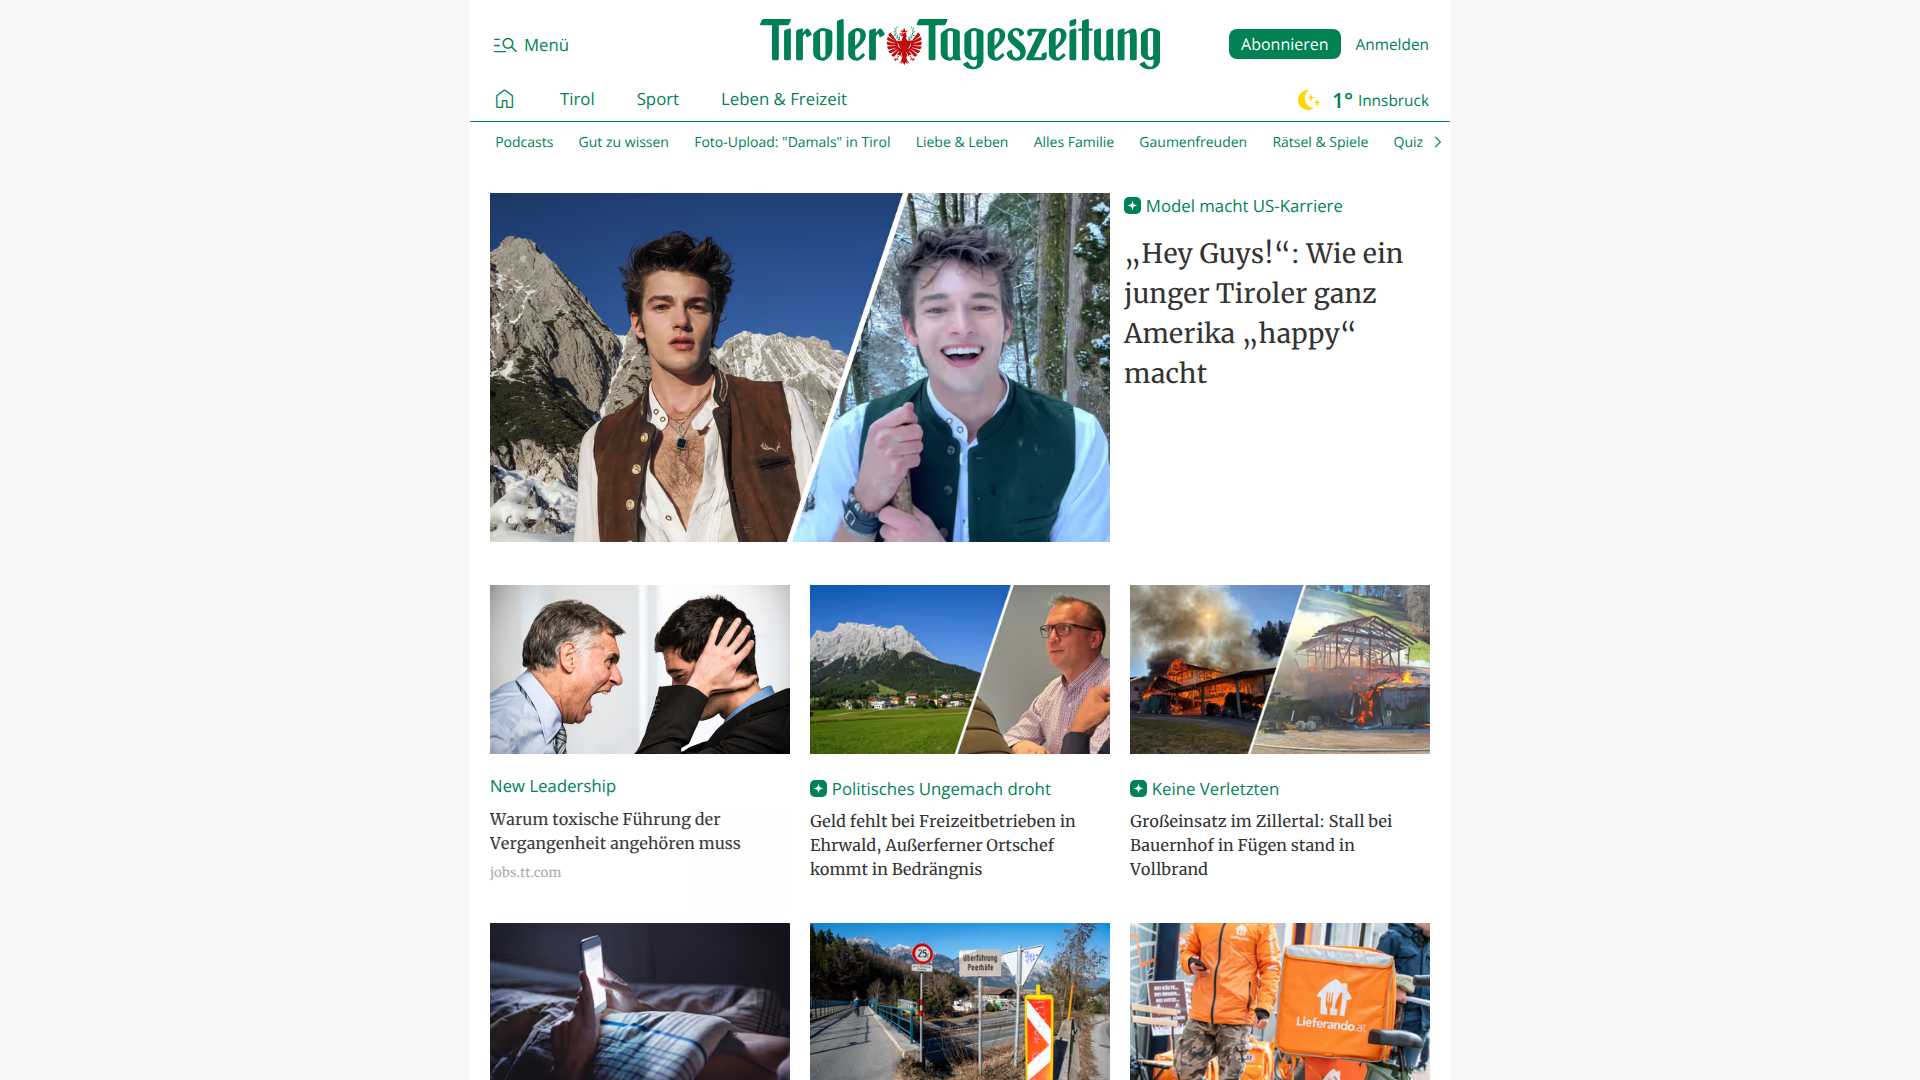 Menü
Tiroler Tageszeitung
Abonnieren
Anmelden
Tirol
Sport
Leben & Freizeit
1° Innsbruck
Podcasts
Gut zu wissen
Foto-Upload: "Damals" in Tirol
Liebe & Leben
Alles Familie
Gaumenfreuden
Rätsel & Spiele
Quiz
Model macht US-Karriere
„Hey Guys!“: Wie ein
junger Tiroler ganz
Amerika „happy“
macht
New Leadership
Warum toxische Führung der
Vergangenheit angehören muss
jobs.tt.com
Politisches Ungemach droht
Geld fehlt bei Freizeitbetrieben in
Ehrwald, Außerferner Ortschef
kommt in Bedrängnis
Keine Verletzten
Großeinsatz im Zillertal: Stall bei
Bauernhof in Fügen stand in
Vollbrand
25
Überführung
Peerhöfe
Lieferando.at